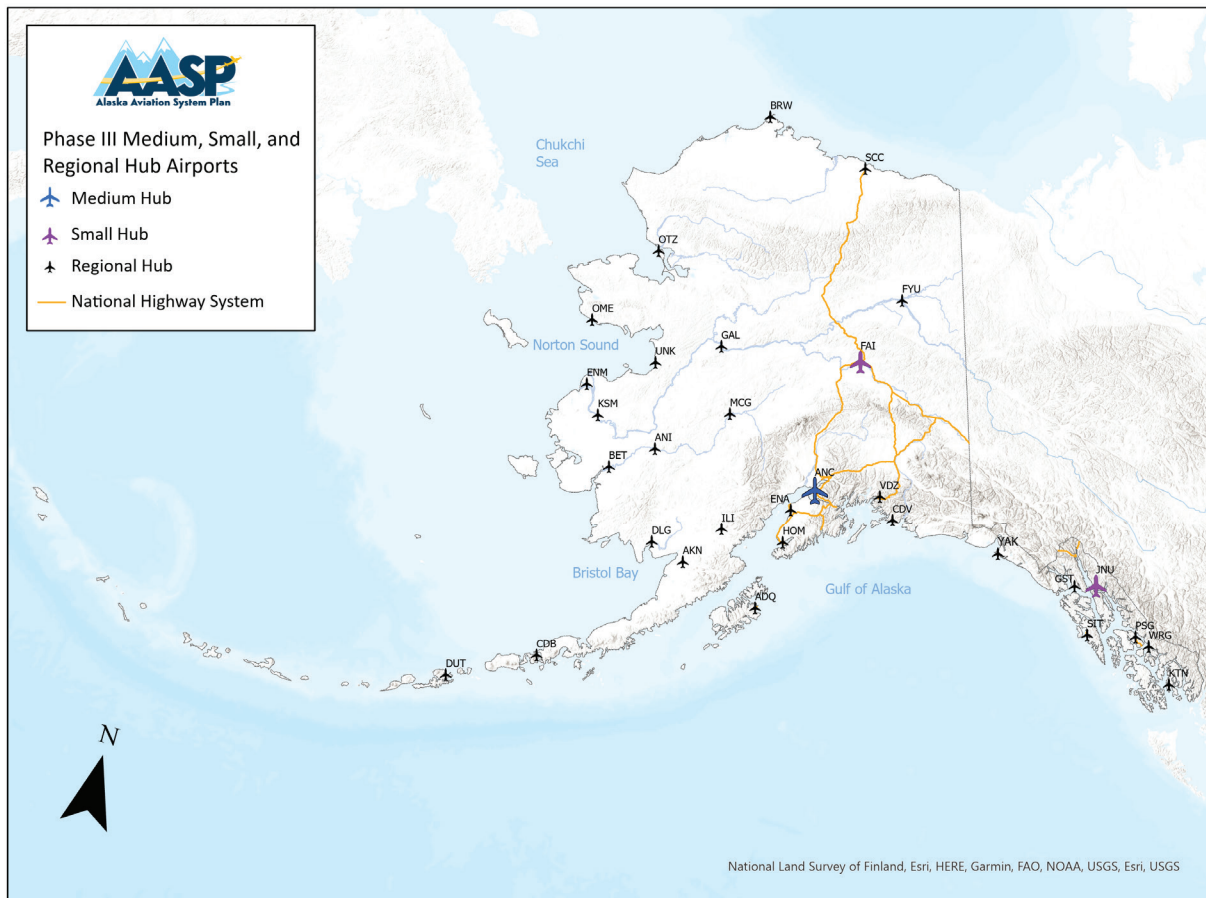 AASP
Alaska Aviation System Plan
Phase III Medium, Small, and
Regional Hub Airports
Medium Hub
Small Hub
Regional Hub
National Highway System
BRW
Chukchi
Sea
SCC
OTZ
FYU
OME
Norton Sound
GAL
FAI
UNK
ENM
KSM
MCG
ANI
BET
ANC
VDZ
ENA
CDV
ILI
DLG
HOM
AKN
YAK
Bristol Bay
GST
JNU
Gulf of Alaska
ADQ
SIT
PSG
WRG
CDB
DUT
KTN
N
National Land Survey of Finland, Esri, HERE, Garmin, FAO, NOAA, USGS, Esri, USGS